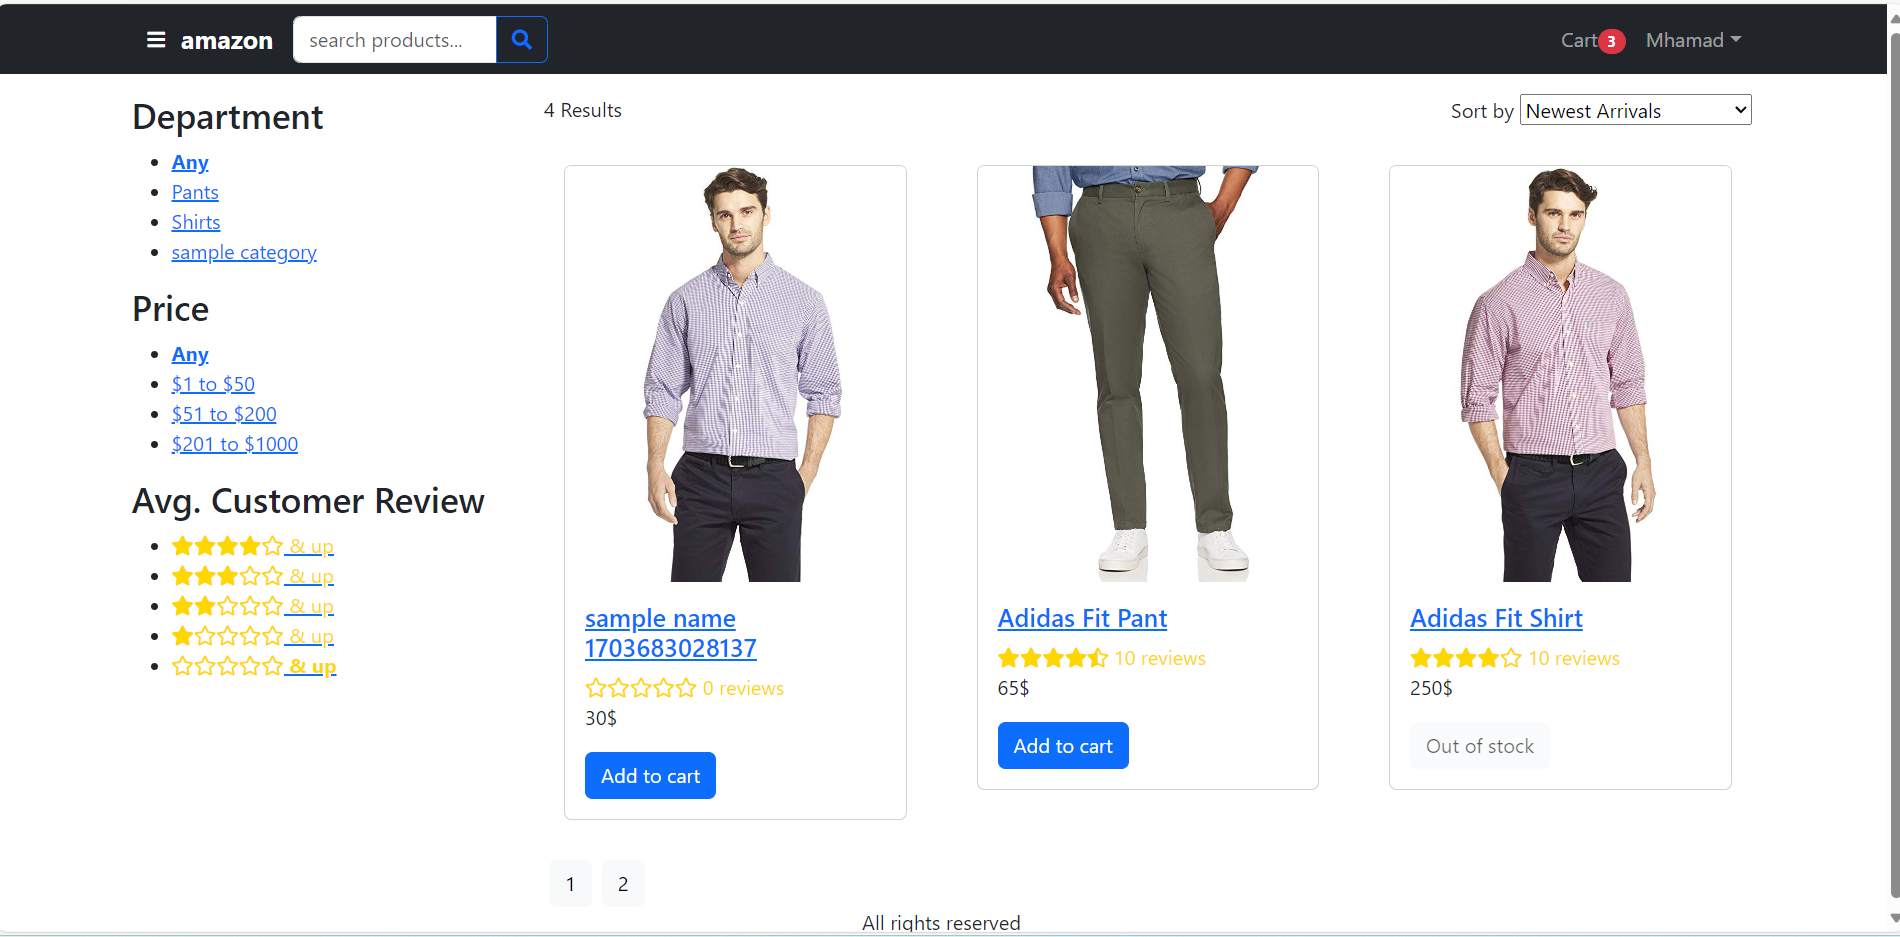 amazon
search products...
Cart 3
Mhamad
Department
Any
Pants
Shirts
sample category
Price
Any
$1 to $50
$51 to $200
$201 to $1000
Avg. Customer Review
& up
& up
& up
& up
& up
4 Results
Sort by Newest Arrivals
sample name
1703683028137
0 reviews
30$
Add to cart
Adidas Fit Pant
10 reviews
65$
Add to cart
Adidas Fit Shirt
10 reviews
250$
Out of stock
1 2
All rights reserved